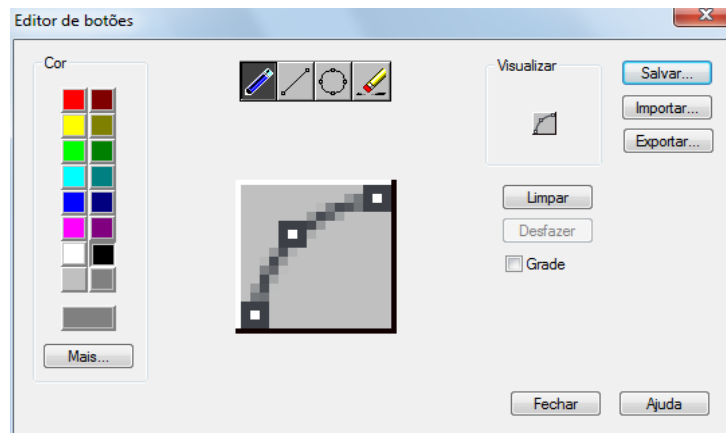 Editor de botões
Cor
Mais...
Visualizar
Salvar...
Importar...
Exportar...
Limpar
Desfazer
Grade
Fechar
Ajuda